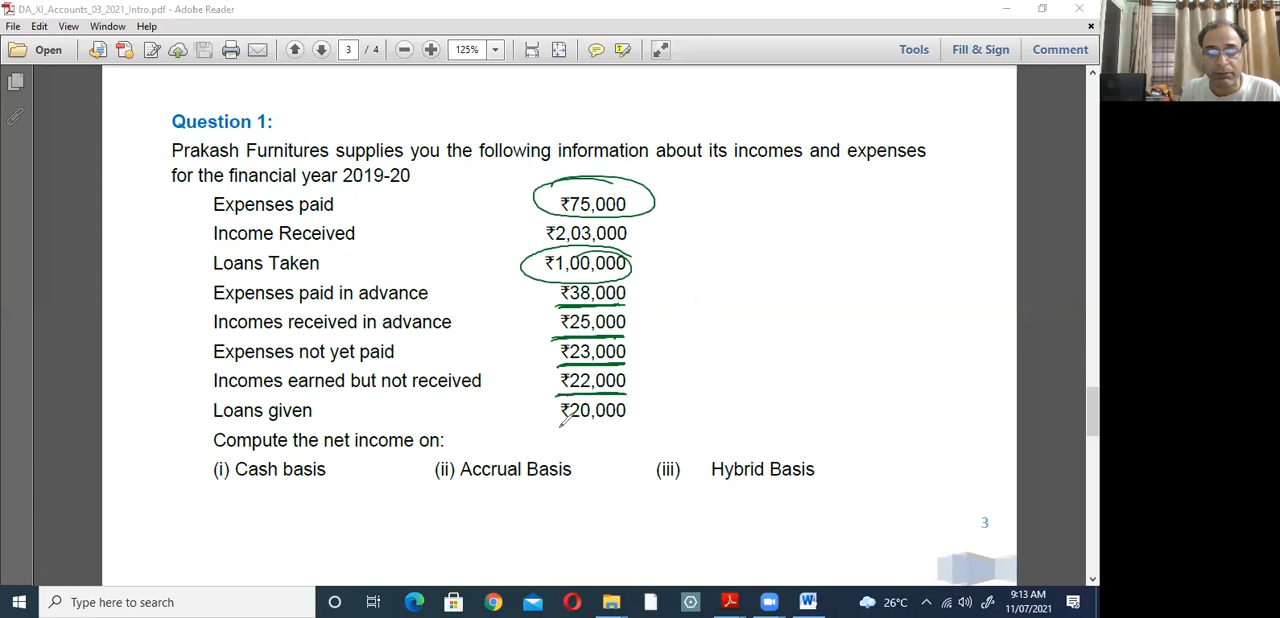 DA_XI_Accounts_03_2021_Intro.pdf - Adobe Reader
File Edit View Window Help
Open 3 / 4 125% Tools Fill & Sign Comment
Question 1:
Prakash Furnitures supplies you the following information about its incomes and expenses
for the financial year 2019-20
Expenses paid ₹75,000
Income Received ₹2,03,000
Loans Taken ₹1,00,000
Expenses paid in advance ₹38,000
Incomes received in advance ₹25,000
Expenses not yet paid ₹23,000
Incomes earned but not received ₹22,000
Loans given ₹20,000
Compute the net income on:
(i) Cash basis (ii) Accrual Basis (iii) Hybrid Basis
3
Type here to search 26°C 9:13 AM
11/07/2021